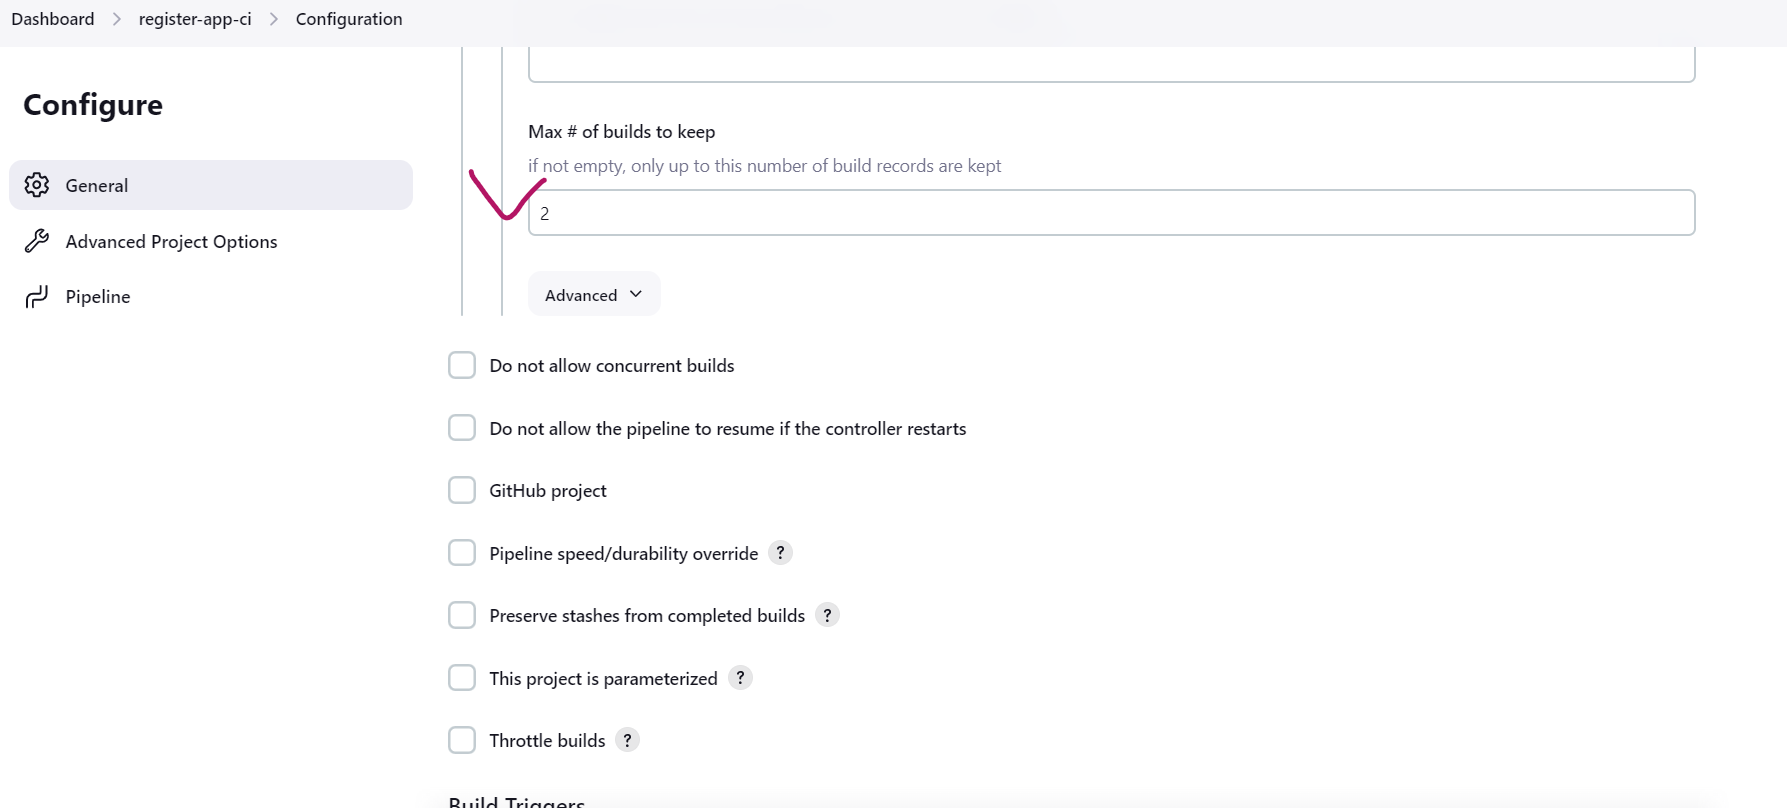 Dashboard > register-app-ci > Configuration
Configure
General
Advanced Project Options
Pipeline
Max # of builds to keep
if not empty, only up to this number of build records are kept
2
Advanced
Do not allow concurrent builds
Do not allow the pipeline to resume if the controller restarts
GitHub project
Pipeline speed/durability override ?
Preserve stashes from completed builds ?
This project is parameterized ?
Throttle builds ?
Build Triggers